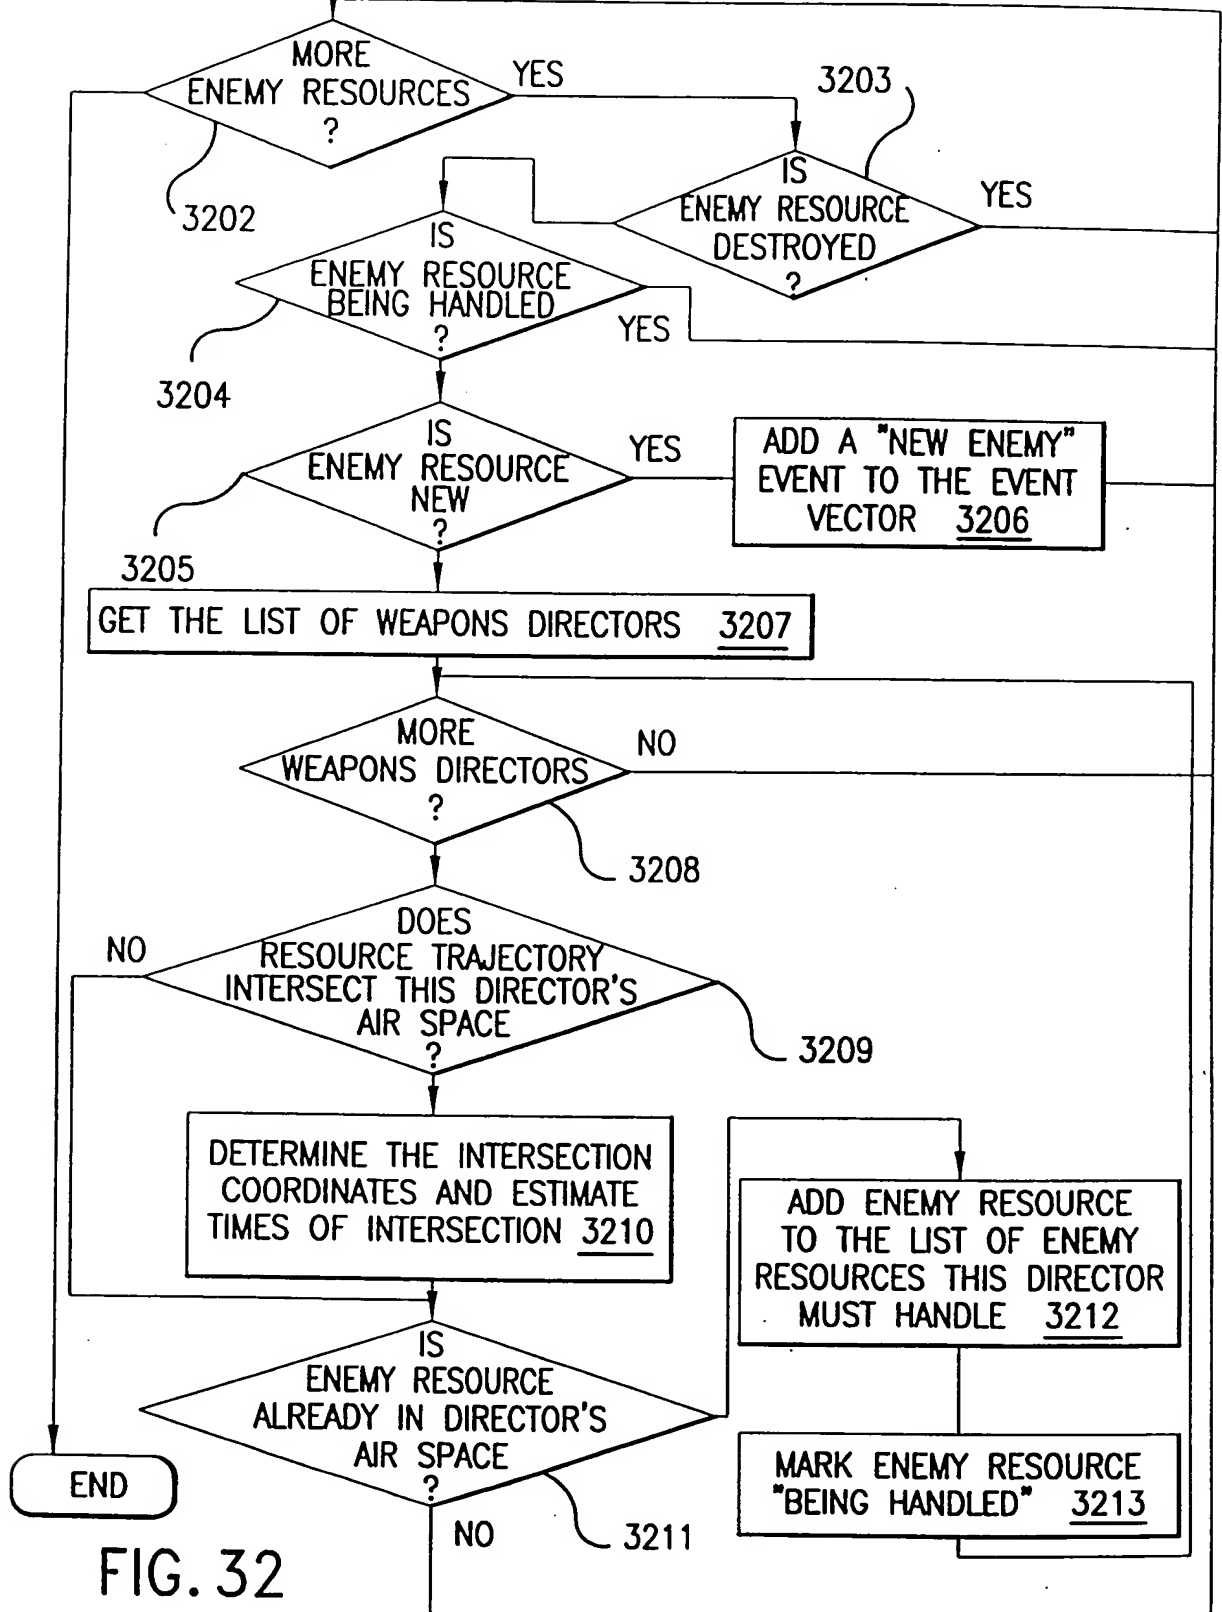 MORE
ENEMY RESOURCES
?
YES
3202
3203
IS
ENEMY RESOURCE
DESTROYED
?
YES
IS
ENEMY RESOURCE
BEING HANDLED
?
YES
3204
IS
ENEMY RESOURCE
NEW
?
YES
3205
ADD A "NEW ENEMY"
EVENT TO THE EVENT
VECTOR 3206
GET THE LIST OF WEAPONS DIRECTORS 3207
MORE
WEAPONS DIRECTORS
?
NO
3208
DOES
RESOURCE TRAJECTORY
INTERSECT THIS DIRECTOR'S
AIR SPACE
?
NO
3209
DETERMINE THE INTERSECTION
COORDINATES AND ESTIMATE
TIMES OF INTERSECTION 3210
IS
ENEMY RESOURCE
ALREADY IN DIRECTOR'S
AIR SPACE
?
NO
3211
ADD ENEMY RESOURCE
TO THE LIST OF ENEMY
RESOURCES THIS DIRECTOR
MUST HANDLE 3212
MARK ENEMY RESOURCE
"BEING HANDLED" 3213
END
FIG. 32